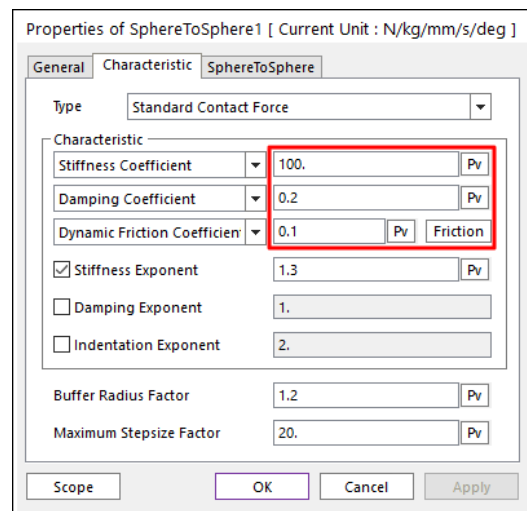 Properties of SphereToSphere1 [ Current Unit : N/kg/mm/s/deg ]
General Characteristic SphereToSphere
Type Standard Contact Force
Characteristic
Stiffness Coefficient 100. Pv
Damping Coefficient 0.2 Pv
Dynamic Friction Coefficien 0.1 Pv Friction
Stiffness Exponent 1.3 Pv
Damping Exponent 1.
Indentation Exponent 2.
Buffer Radius Factor 1.2 Pv
Maximum Stepsize Factor 20. Pv
Scope OK Cancel Apply